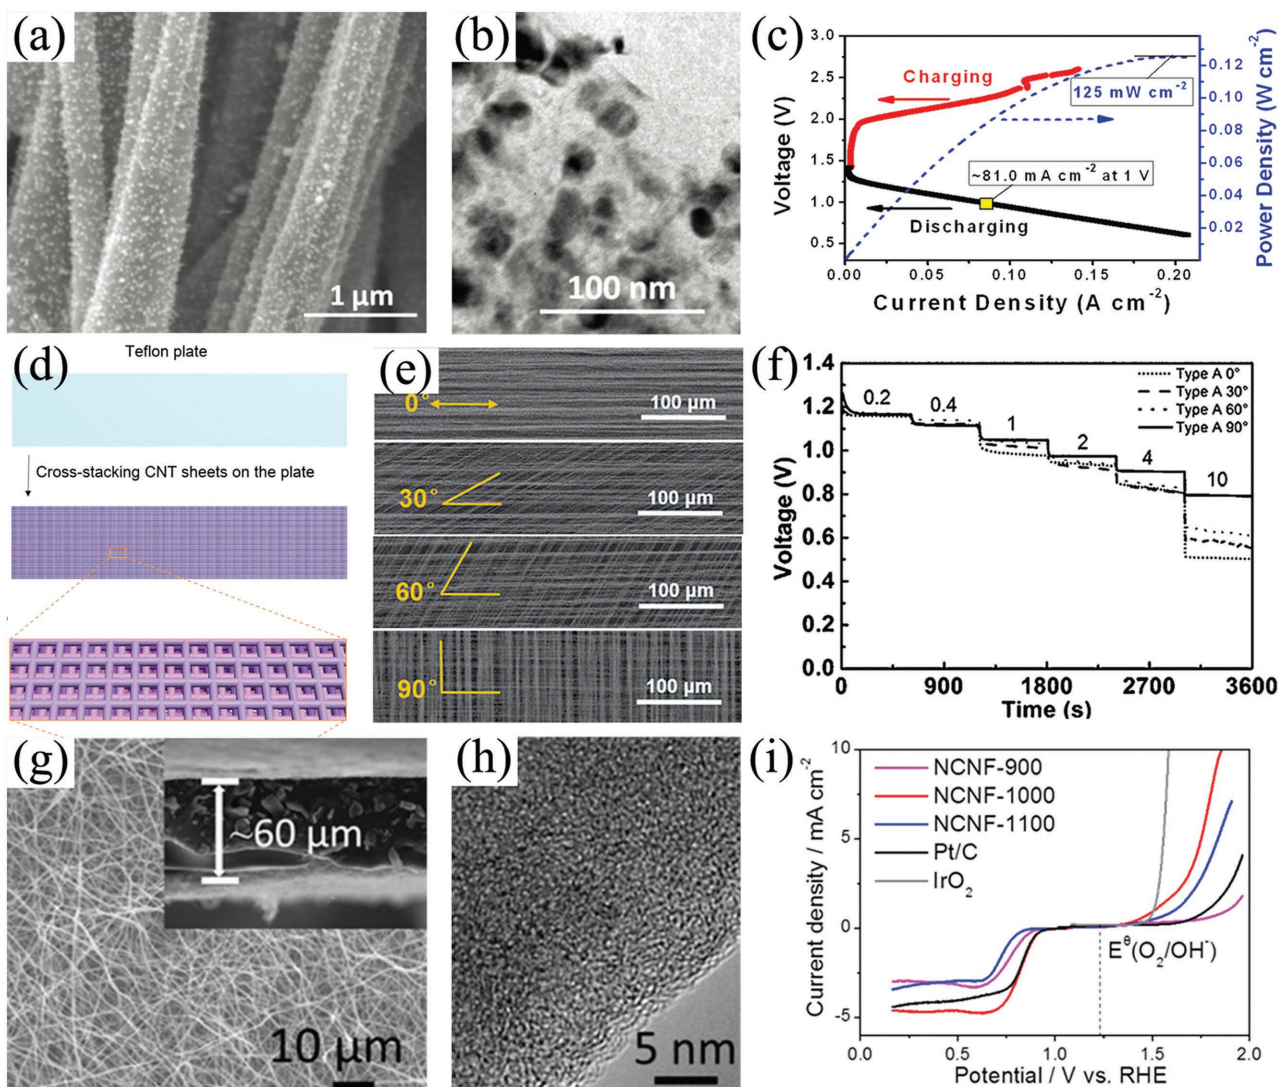 (a)
1 µm
(b)
100 nm
(c)
3.0
2.5
2.0
1.5
1.0
0.5
Voltage (V)
Charging
125 mW cm⁻²
~81.0 mA cm⁻² at 1 V
Discharging
0.12
0.10
0.08
0.06
0.04
0.02
0.00
Power Density (W cm⁻²)
0.00 0.05 0.10 0.15 0.20
Current Density (A cm⁻²)
(d)
Teflon plate
Cross-stacking CNT sheets on the plate
(e)
0°
100 µm
30°
100 µm
60°
100 µm
90°
100 µm
(f)
1.4
1.2
1.0
0.8
0.6
0.4
0.2
0.0
Voltage (V)
Type A 0°
Type A 30°
Type A 60°
Type A 90°
0.2 0.4 1 2 4 10
0 900 1800 2700 3600
Time (s)
(g)
~60 µm
10 µm
(h)
5 nm
(i)
10
5
0
-5
Current density / mA cm⁻²
NCNF-900
NCNF-1000
NCNF-1100
Pt/C
IrO₂
E^θ(O₂/OH⁻)
0.0 0.5 1.0 1.5 2.0
Potential / V vs. RHE